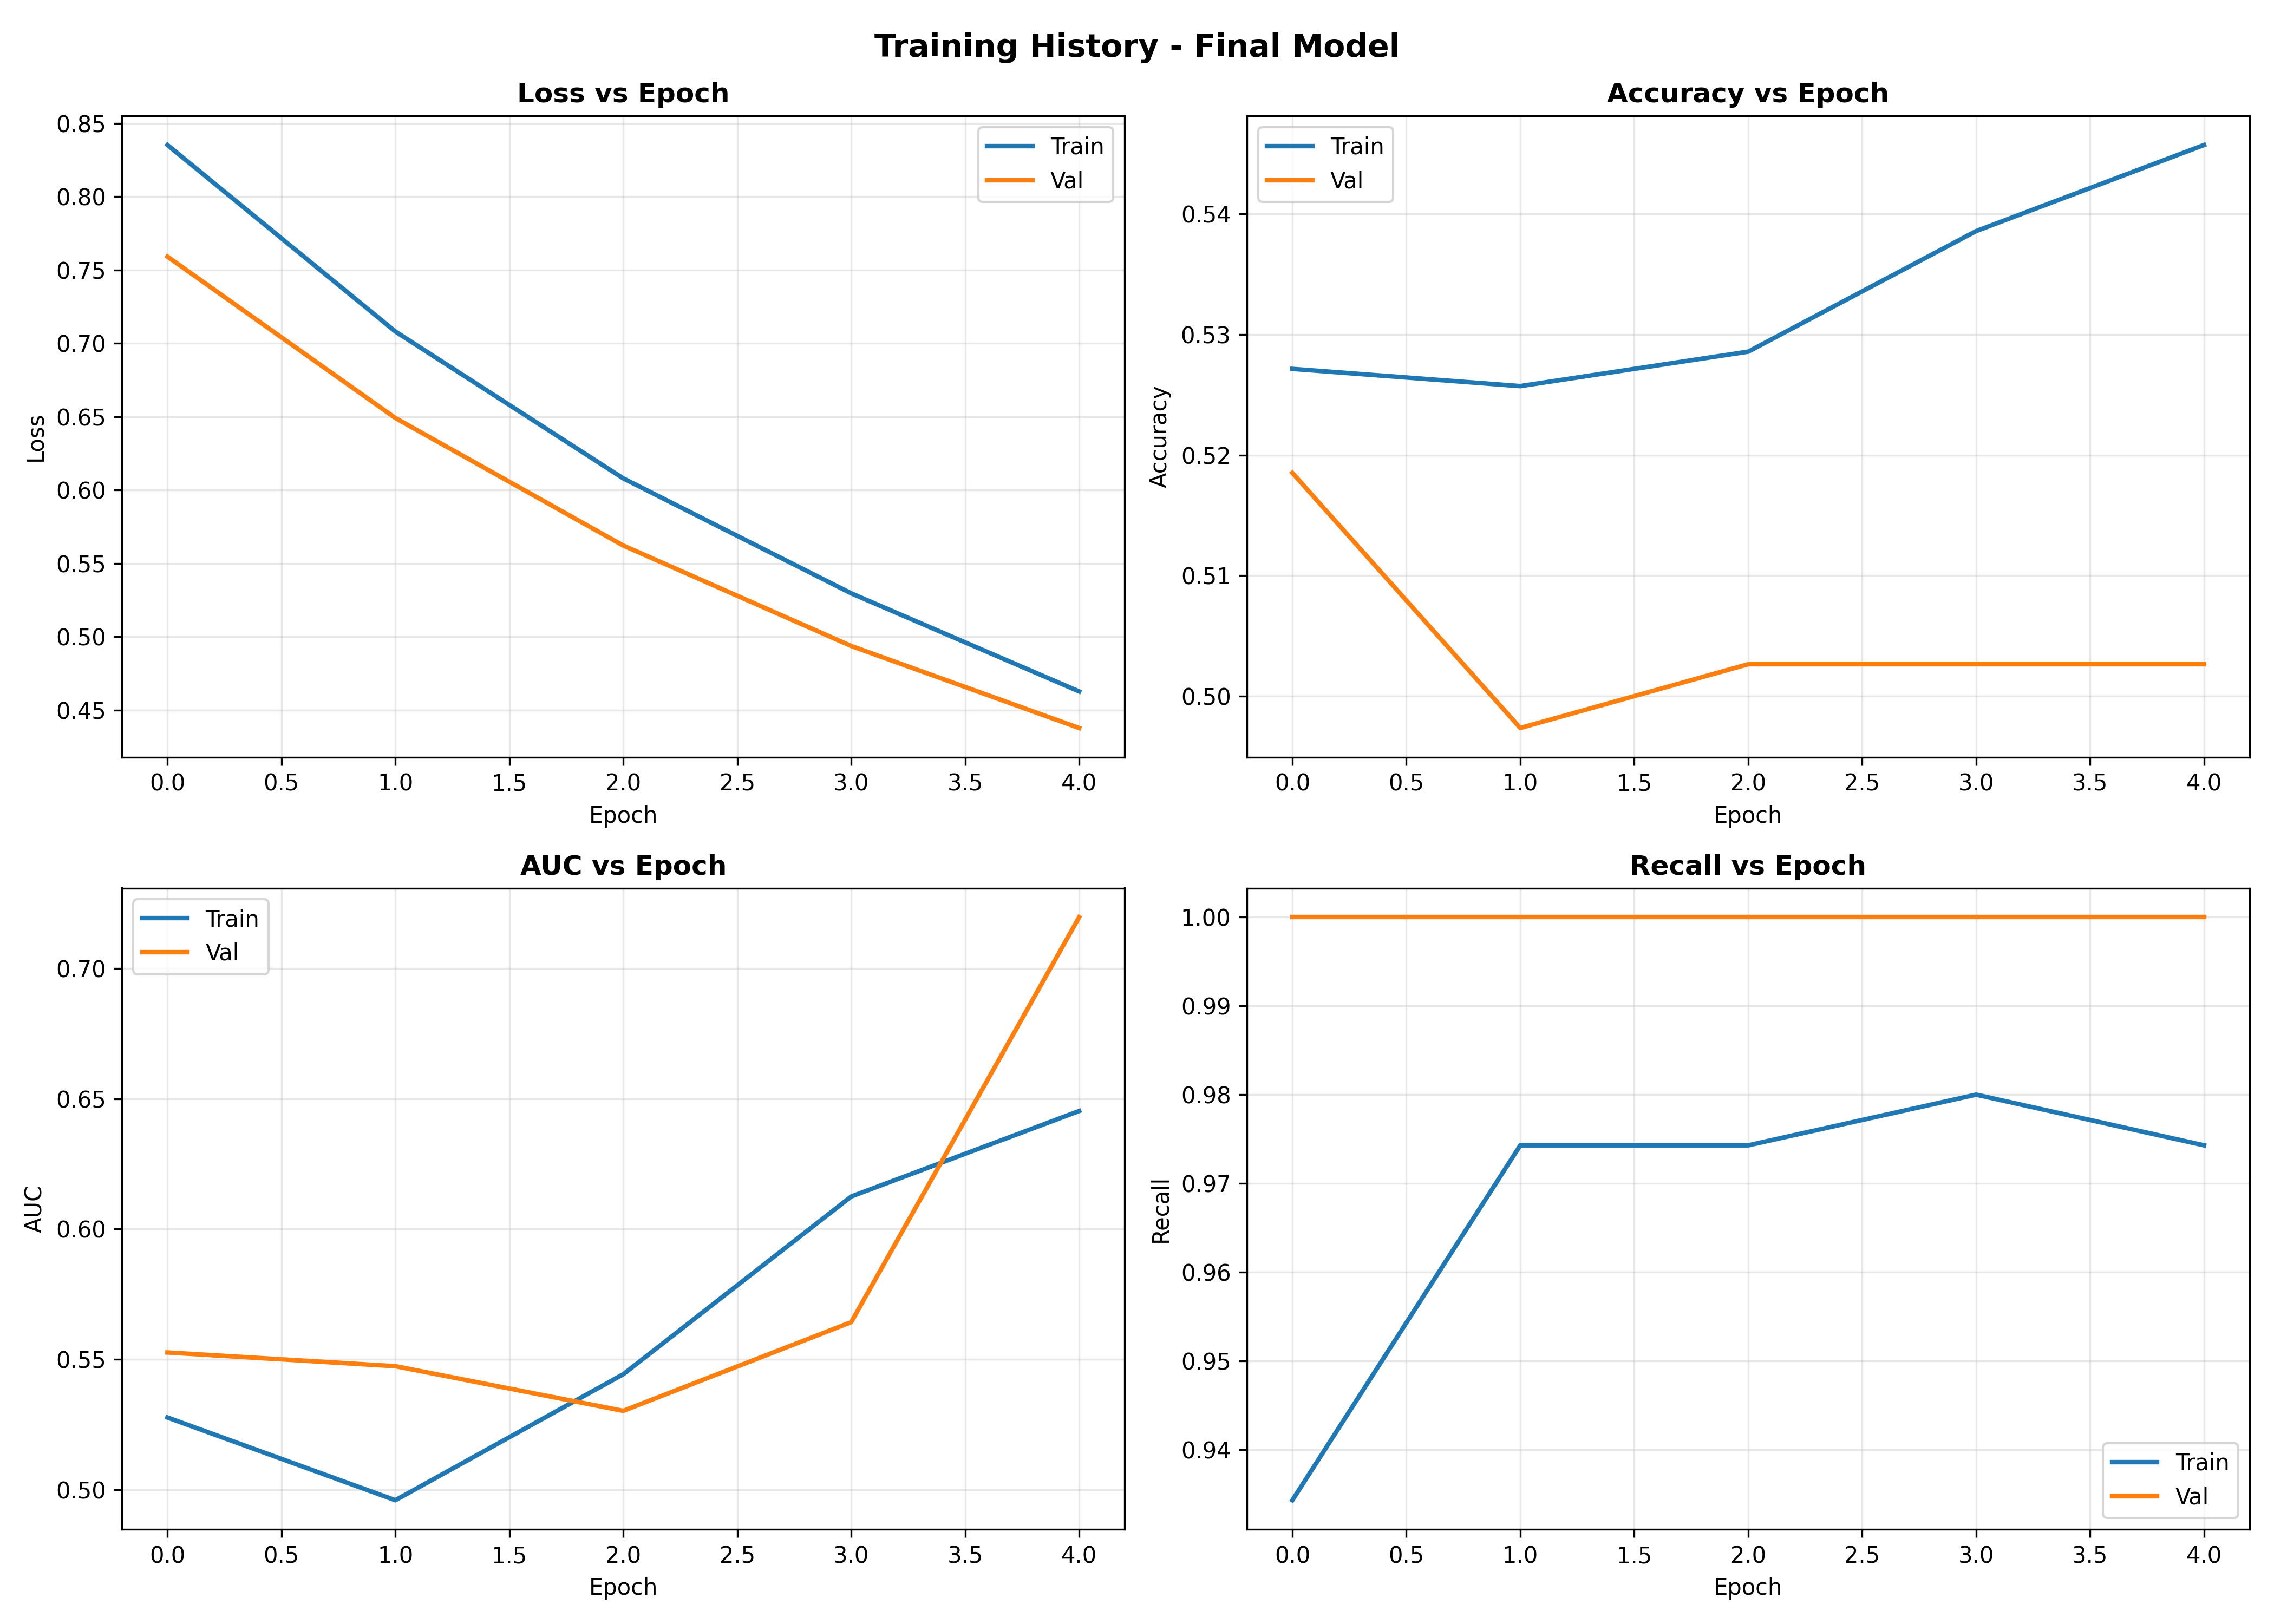 Training History - Final Model
Loss vs Epoch
0.85
0.80
0.75
0.70
0.65
0.60
0.55
0.50
0.45
Loss
Train
Val
0.0 0.5 1.0 1.5 2.0 2.5 3.0 3.5 4.0
Epoch
Accuracy vs Epoch
0.54
0.53
0.52
0.51
0.50
Accuracy
Train
Val
0.0 0.5 1.0 1.5 2.0 2.5 3.0 3.5 4.0
Epoch
AUC vs Epoch
0.70
0.65
0.60
0.55
0.50
AUC
Train
Val
0.0 0.5 1.0 1.5 2.0 2.5 3.0 3.5 4.0
Epoch
Recall vs Epoch
1.00
0.99
0.98
0.97
0.96
0.95
0.94
Recall
Train
Val
0.0 0.5 1.0 1.5 2.0 2.5 3.0 3.5 4.0
Epoch